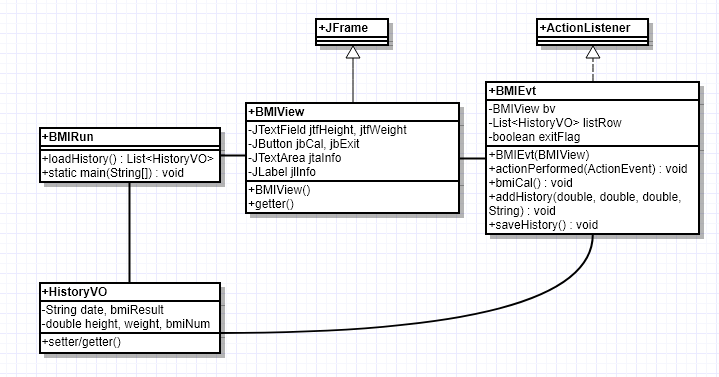 +JFrame
+ActionListener
+BMIView
-JTextField jtfHeight, jtfWeight
-JButton jbCal, jbExit
-JTextArea jtaInfo
-JLabel jlInfo
+BMIView()
+getter()
+BMIEvt
-BMIView bv
-List<HistoryVO> listRow
-boolean exitFlag
+BMIEvt(BMIView)
+actionPerformed(ActionEvent) : void
+bmiCal() : void
+addHistory(double, double, double,
String) : void
+saveHistory() : void
+BMIRun
+loadHistory() : List<HistoryVO>
+static main(String[]) : void
+HistoryVO
-String date, bmiResult
-double height, weight, bmiNum
+setter/getter()